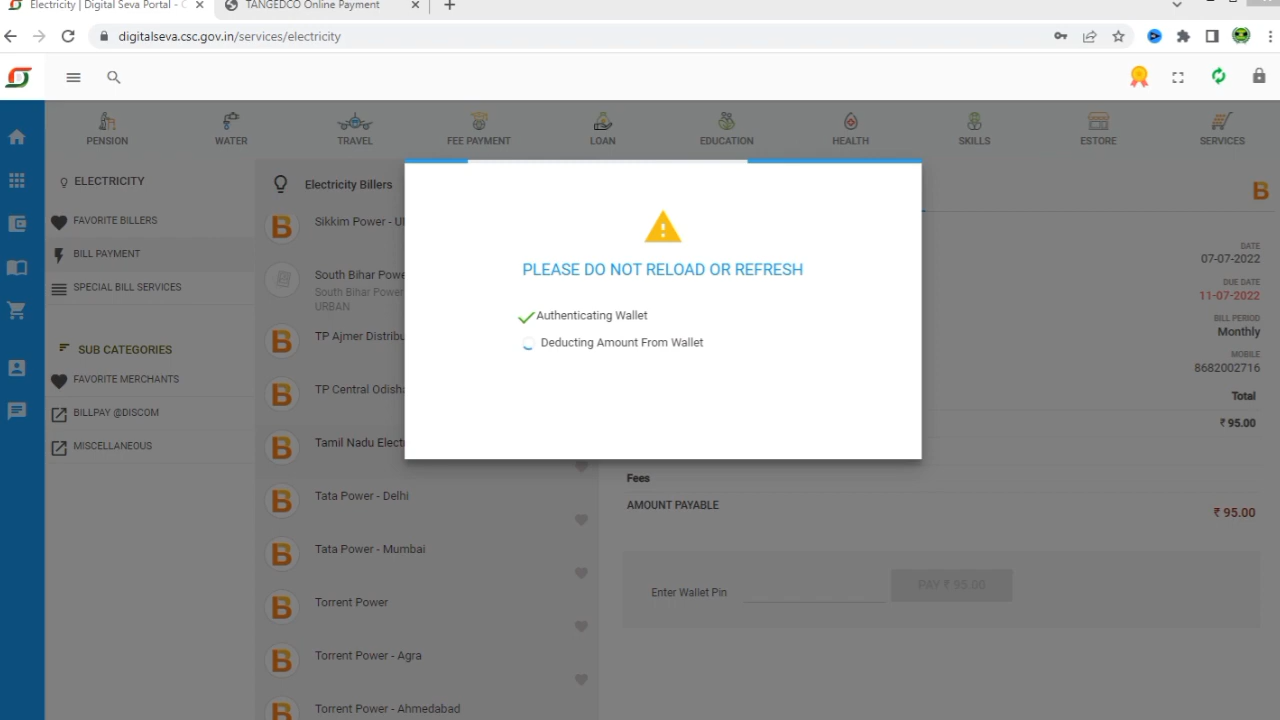 Electricity | Digital Seva Portal - C
TANGEDCO Online Payment
digitalseva.csc.gov.in/services/electricity
PENSION
WATER
TRAVEL
FEE PAYMENT
LOAN
EDUCATION
HEALTH
SKILLS
ESTORE
SERVICES
ELECTRICITY
FAVORITE BILLERS
BILL PAYMENT
SPECIAL BILL SERVICES
SUB CATEGORIES
FAVORITE MERCHANTS
BILLPAY @DISCOM
MISCELLANEOUS
Electricity Billers
Sikkim Power - U
South Bihar Powe
South Bihar Power
URBAN
TP Ajmer Distribu
TP Central Odisha
Tamil Nadu Elect
Tata Power - Delhi
Tata Power - Mumbai
Torrent Power
Torrent Power - Agra
Torrent Power - Ahmedabad
PLEASE DO NOT RELOAD OR REFRESH
Authenticating Wallet
Deducting Amount From Wallet
DATE
07-07-2022
DUE DATE
11-07-2022
BILL PERIOD
Monthly
MOBILE
8682002716
Total
₹ 95.00
Fees
AMOUNT PAYABLE
₹ 95.00
Enter Wallet Pin
PAY ₹ 95.00